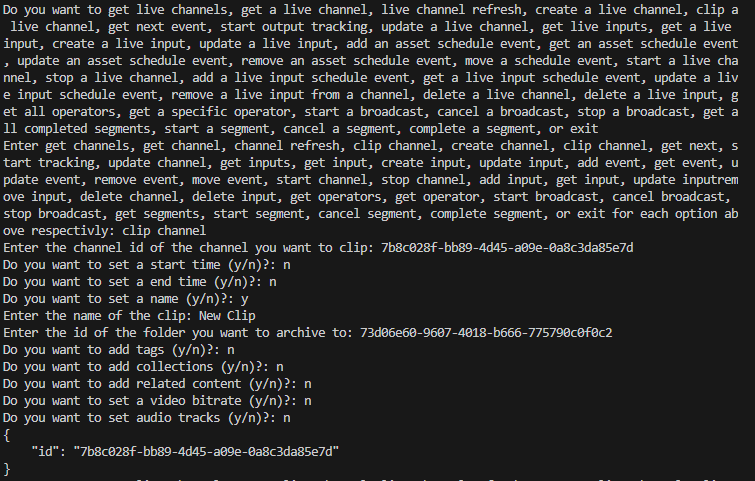 Do you want to get live channels, get a live channel, live channel refresh, create a live channel, clip a
 live channel, get next event, start output tracking, update a live channel, get live inputs, get a live
input, create a live input, update a live input, add an asset schedule event, get an asset schedule event
, update an asset schedule event, remove an asset schedule event, move a schedule event, start a live cha
nnel, stop a live channel, add a live input schedule event, get a live input schedule event, update a liv
e input schedule event, remove a live input from a channel, delete a live channel, delete a live input, g
et all operators, get a specific operator, start a broadcast, cancel a broadcast, stop a broadcast, get a
ll completed segments, start a segment, cancel a segment, complete a segment, or exit
Enter get channels, get channel, channel refresh, clip channel, create channel, clip channel, get next, s
tart tracking, update channel, get inputs, get input, create input, update input, add event, get event, u
pdate event, remove event, move event, start channel, stop channel, add input, get input, update inputrem
ove input, delete channel, delete input, get operators, get operator, start broadcast, cancel broadcast,
stop broadcast, get segments, start segment, cancel segment, complete segment, or exit for each option ab
ove respectivly: clip channel
Enter the channel id of the channel you want to clip: 7b8c028f-bb89-4d45-a09e-0a8c3da85e7d
Do you want to set a start time (y/n)?: n
Do you want to set a end time (y/n)?: n
Do you want to set a name (y/n)?: y
Enter the name of the clip: New Clip
Enter the id of the folder you want to archive to: 73d06e60-9607-4018-b666-775790c0f0c2
Do you want to add tags (y/n)?: n
Do you want to add collections (y/n)?: n
Do you want to add related content (y/n)?: n
Do you want to set a video bitrate (y/n)?: n
Do you want to set audio tracks (y/n)?: n
{
    "id": "7b8c028f-bb89-4d45-a09e-0a8c3da85e7d"
}